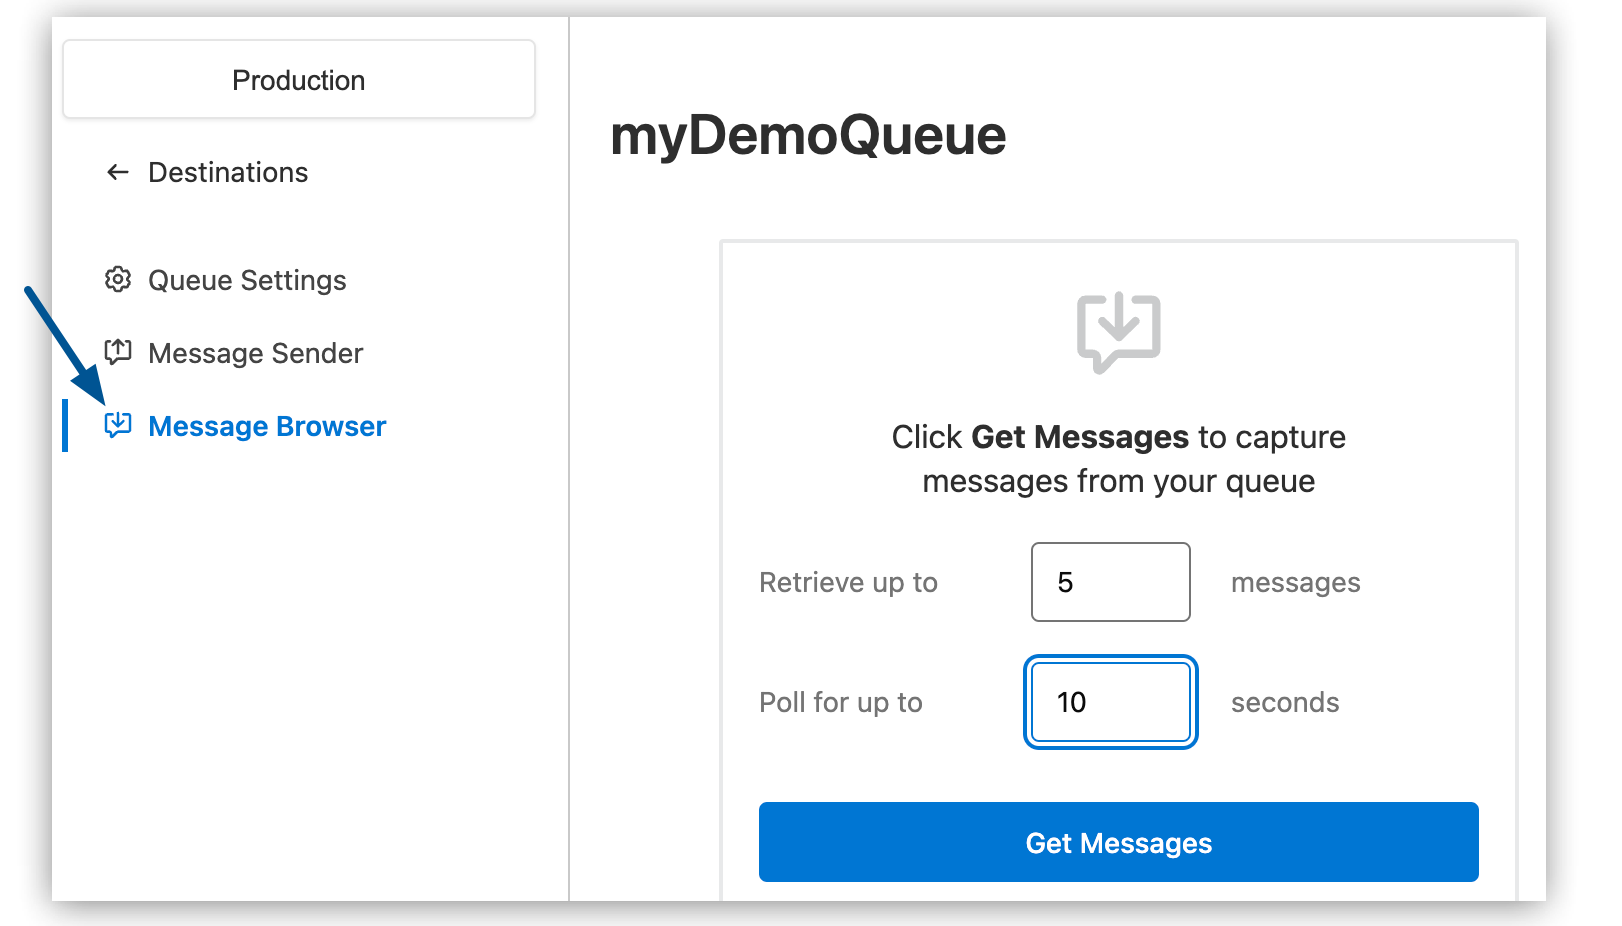 Production
Destinations
Queue Settings
Message Sender
Message Browser
myDemoQueue
Click Get Messages to capture
messages from your queue
Retrieve up to 5 messages
Poll for up to 10 seconds
Get Messages